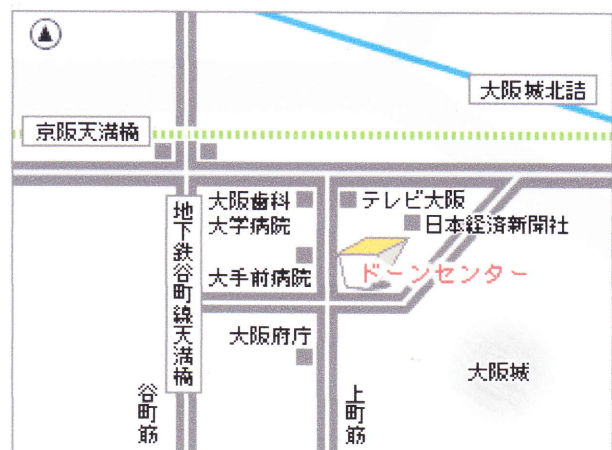 大阪城北詰
京阪天満橋
大阪歯科
大学病院
テレビ大阪
日本経済新聞社
地下鉄谷町線天満橋
大手前病院
ドーンセンター
大阪府庁
大阪城
谷町筋
上町筋